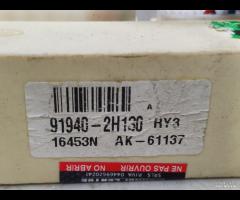 A
91940-2H130 HY3
16453N AK-61137
NE PAS OUVRIR
NO ABRIR